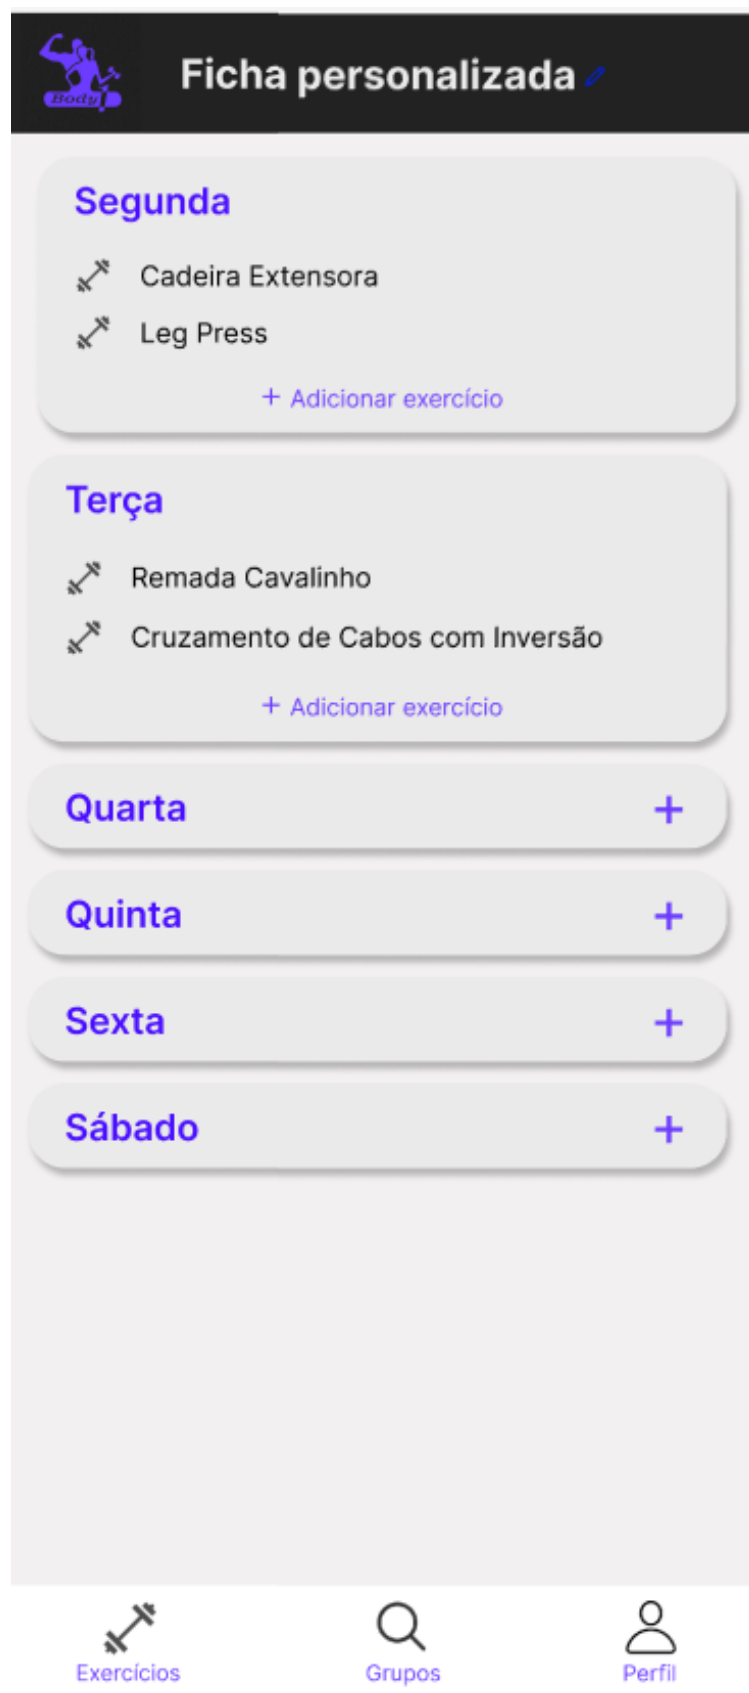 Body
Ficha personalizada
Segunda
Cadeira Extensora
Leg Press
+ Adicionar exercício
Terça
Remada Cavalinho
Cruzamento de Cabos com Inversão
+ Adicionar exercício
Quarta +
Quinta +
Sexta +
Sábado +
Exercícios
Grupos
Perfil